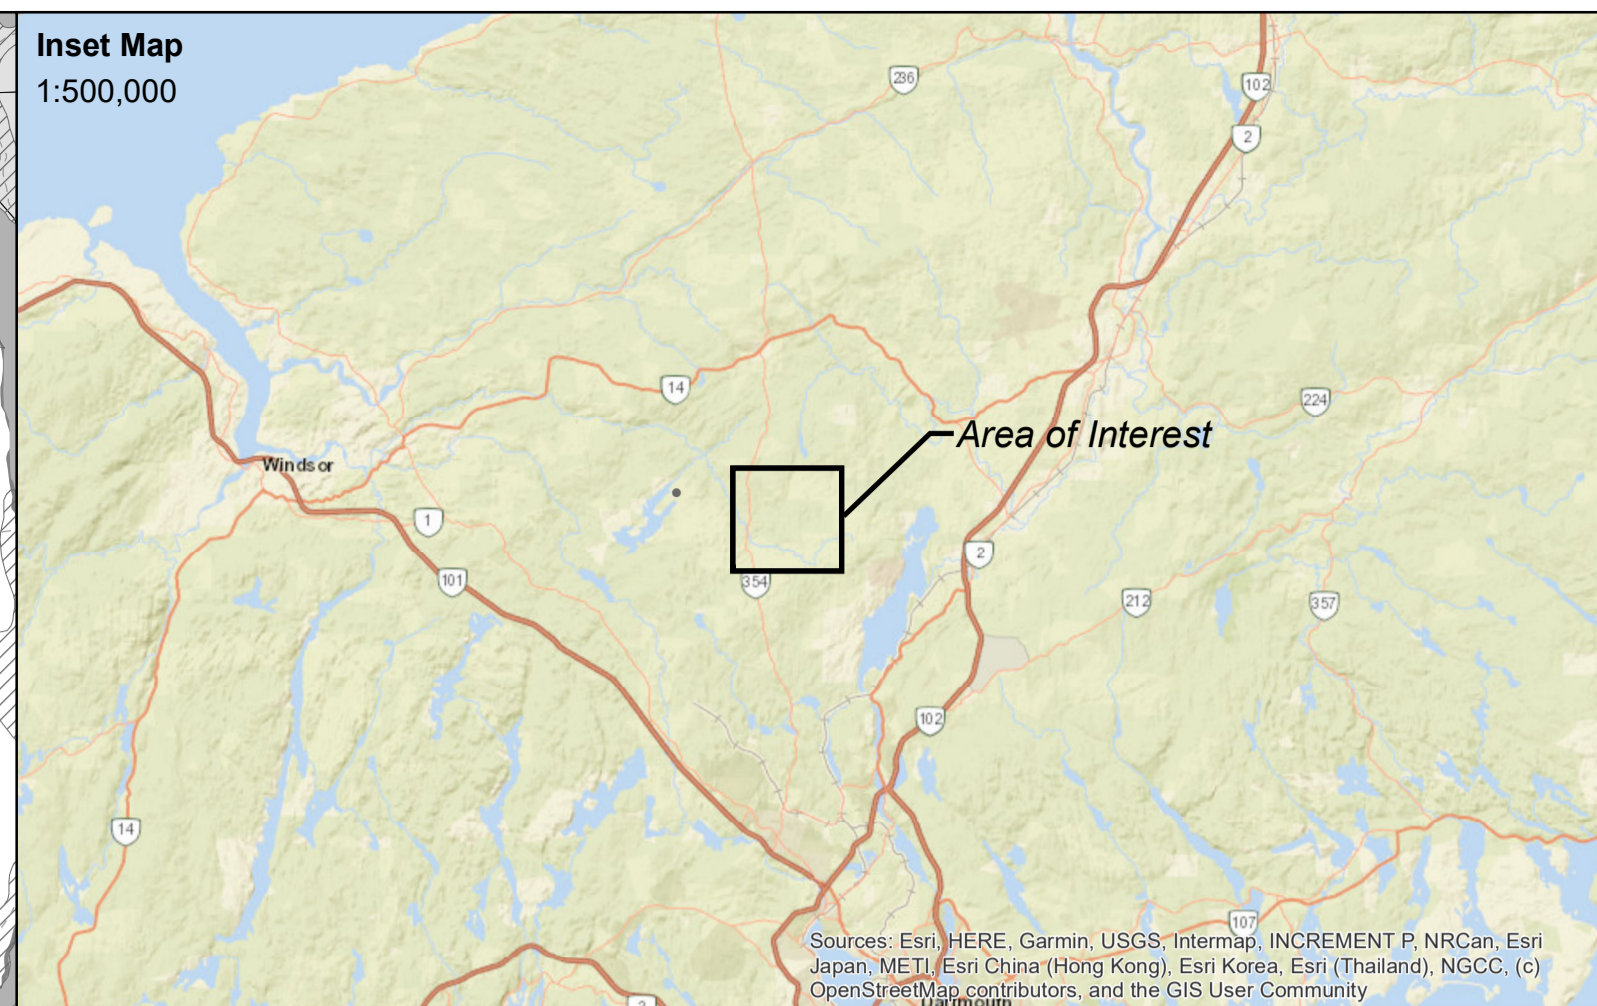 Inset Map
1:500,000
236
102
2
14
224
Area of Interest
Windsor
1
2
101
354
212
357
102
14
107
Sources: Esri, HERE, Garmin, USGS, Intermap, INCREMENT P, NRCan, Esri
Japan, METI, Esri China (Hong Kong), Esri Korea, Esri (Thailand), NGCC, (c)
OpenStreetMap contributors, and the GIS User Community
Dartmouth